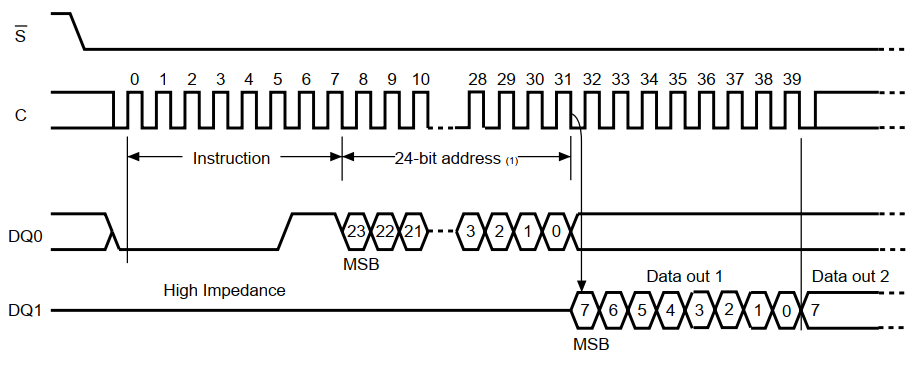 S
0 1 2 3 4 5 6 7 8 9 10 28 29 30 31 32 33 34 35 36 37 38 39
C
Instruction 24-bit address (1)
DQ0 23 22 21 3 2 1 0
MSB
High Impedance Data out 1 Data out 2
DQ1 7 6 5 4 3 2 1 0 7
MSB